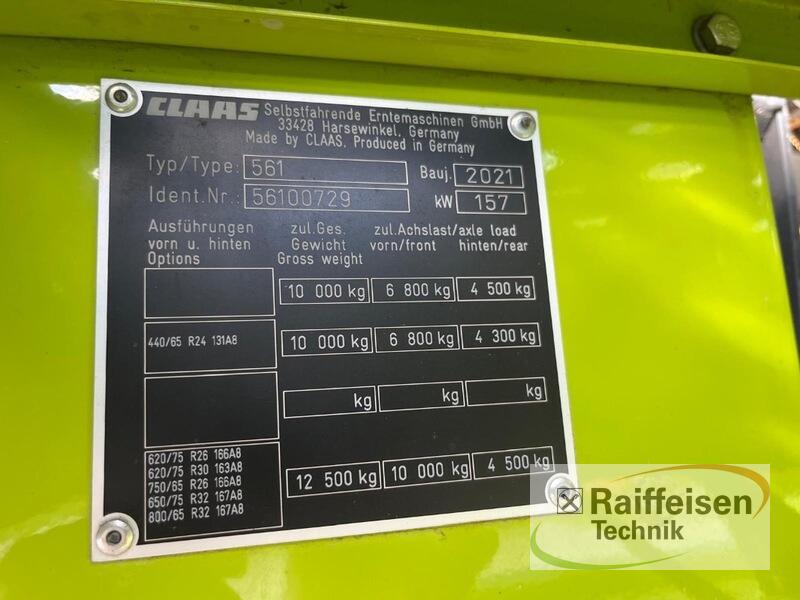 CLAAS Selbstfahrende Erntemaschinen GmbH
33428 Harsewinkel, Germany
Made by CLAAS, Produced in Germany
Typ/Type: 561 Bauj. 2021
Ident.Nr.: 56100729 kW 157
Ausführungen zul.Ges. zul.Achslast/axle load
vorn u. hinten Gewicht vorn/front hinten/rear
Options Gross weight
10 000 kg 6 800 kg 4 500 kg
440/65 R24 131A8 10 000 kg 6 800 kg 4 300 kg
kg kg kg
620/75 R26 166A8
620/75 R30 163A8
750/65 R26 166A8
650/75 R32 167A8
800/65 R32 167A8
12 500 kg 10 000 kg 4 500 kg
Raiffeisen
Technik